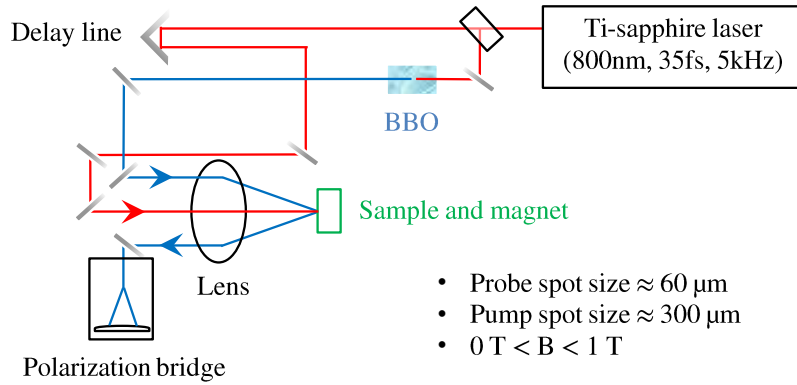 Delay line
Ti-sapphire laser
(800nm, 35fs, 5kHz)
BBO
Sample and magnet
Lens
• Probe spot size ≈ 60 μm
• Pump spot size ≈ 300 μm
• 0 T < B < 1 T
Polarization bridge